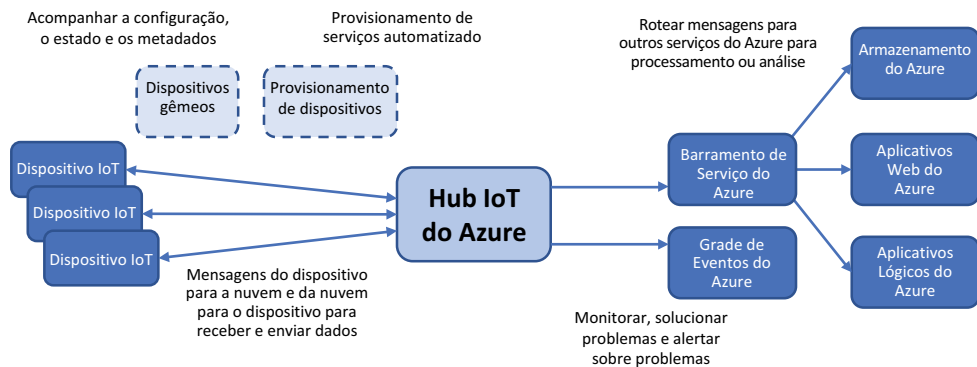 Acompanhar a configuração,
o estado e os metadados
Provisionamento de
serviços automatizado
Rotear mensagens para
outros serviços do Azure para
processamento ou análise
Armazenamento
do Azure
Dispositivos
gêmeos
Provisionamento
de dispositivos
Dispositivo IoT
Dispositivo IoT
Dispositivo IoT
Hub IoT
do Azure
Barramento de
Serviço do
Azure
Aplicativos
Web do
Azure
Grade de
Eventos do
Azure
Aplicativos
Lógicos do
Azure
Mensagens do dispositivo
para a nuvem e da nuvem
para o dispositivo para
receber e enviar dados
Monitorar, solucionar
problemas e alertar
sobre problemas